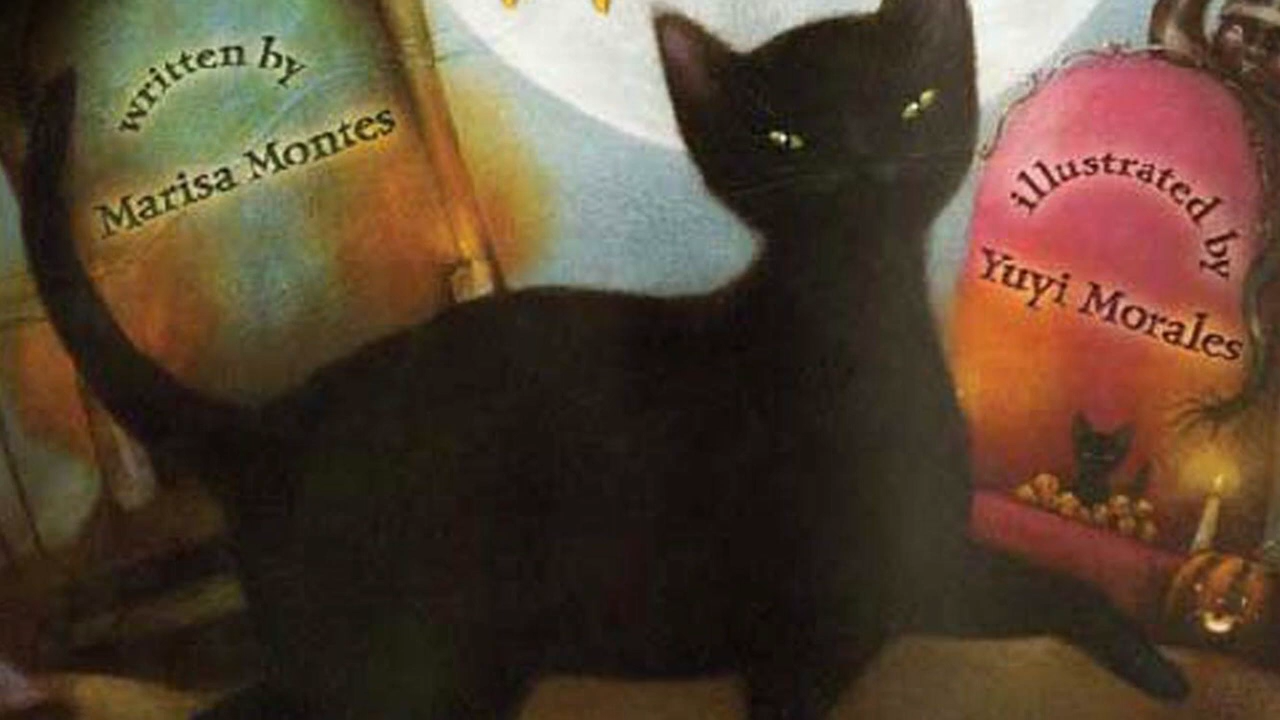 written by
Marisa Montes
illustrated by
Yuyi Morales